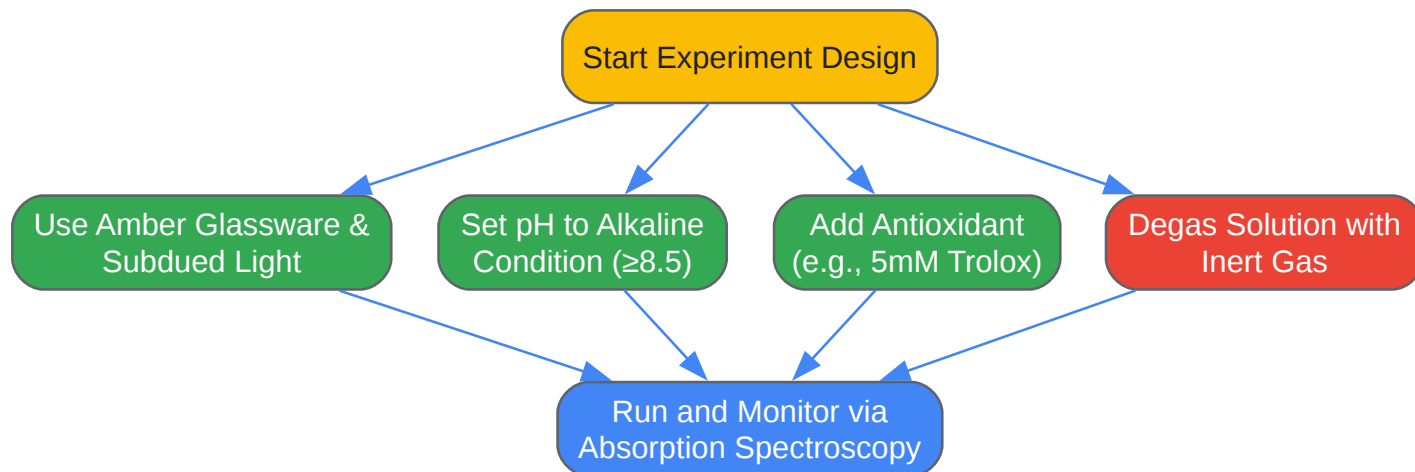 Start Experiment Design
Use Amber Glassware &
Subdued Light
Set pH to Alkaline
Condition (≥8.5)
Add Antioxidant
(e.g., 5mM Trolox)
Degas Solution with
Inert Gas
Run and Monitor via
Absorption Spectroscopy